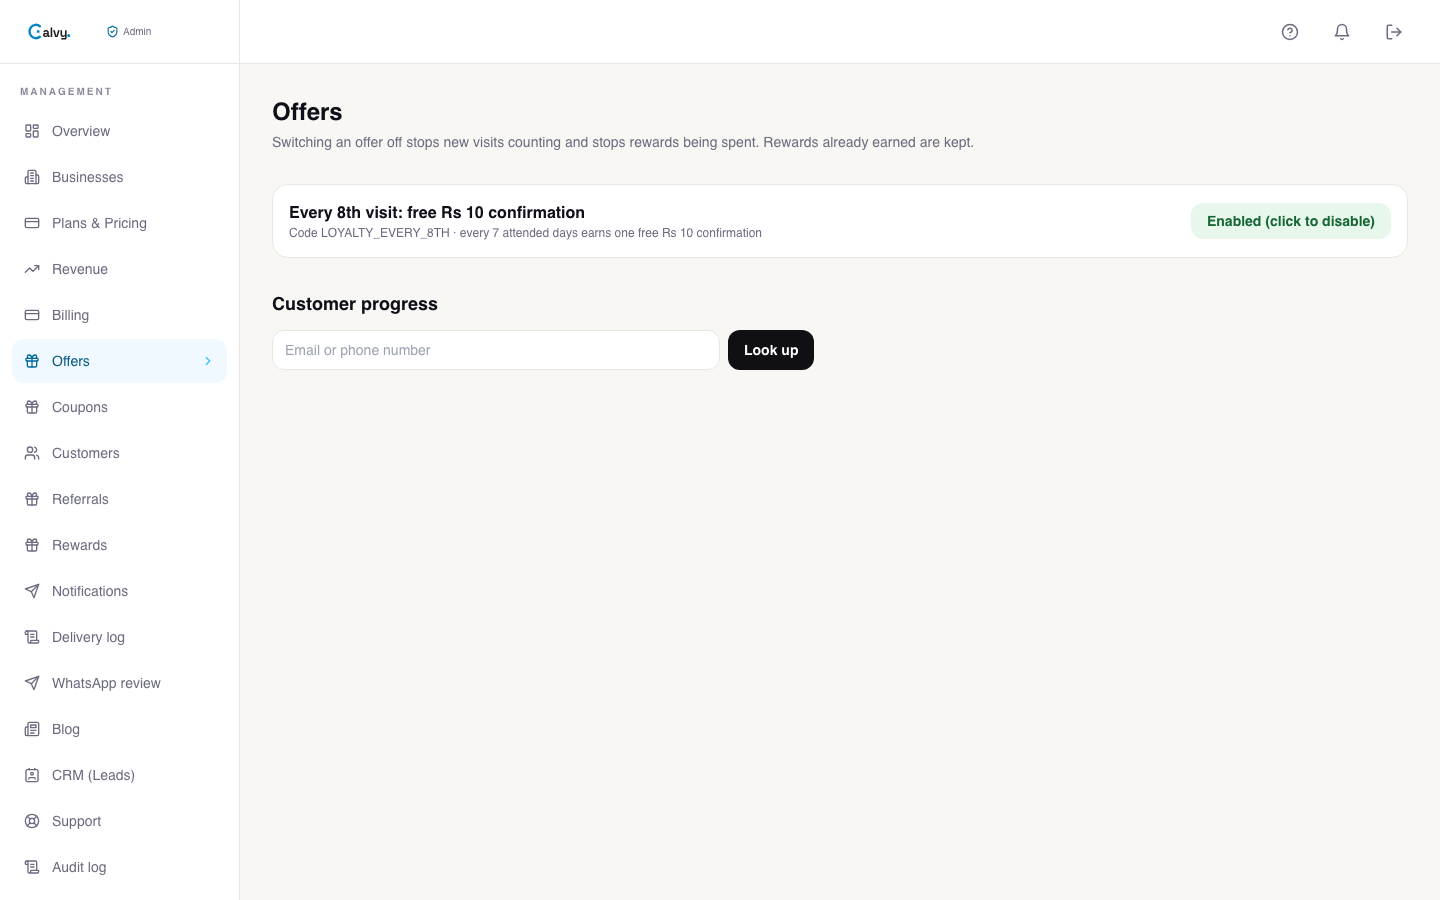 Calvy.
Admin
MANAGEMENT
Overview
Businesses
Plans & Pricing
Revenue
Billing
Offers
Coupons
Customers
Referrals
Rewards
Notifications
Delivery log
WhatsApp review
Blog
CRM (Leads)
Support
Audit log
Offers
Switching an offer off stops new visits counting and stops rewards being spent. Rewards already earned are kept.
Every 8th visit: free Rs 10 confirmation
Code LOYALTY_EVERY_8TH · every 7 attended days earns one free Rs 10 confirmation
Enabled (click to disable)
Customer progress
Email or phone number
Look up